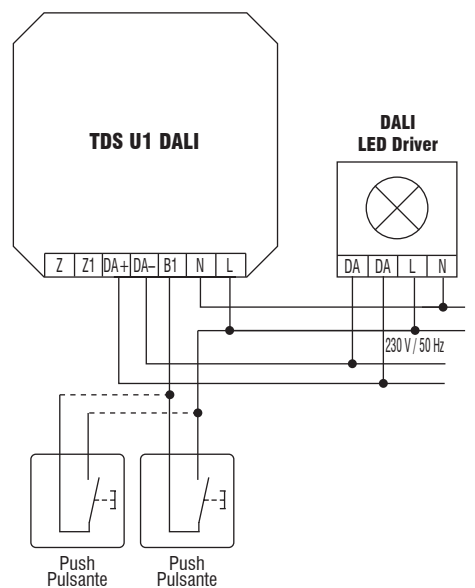 TDS U1 DALI
DALI
LED Driver
Z Z1 DA+ DA– B1 N L
DA DA L N
230 V / 50 Hz
Push
Pulsante
Push
Pulsante